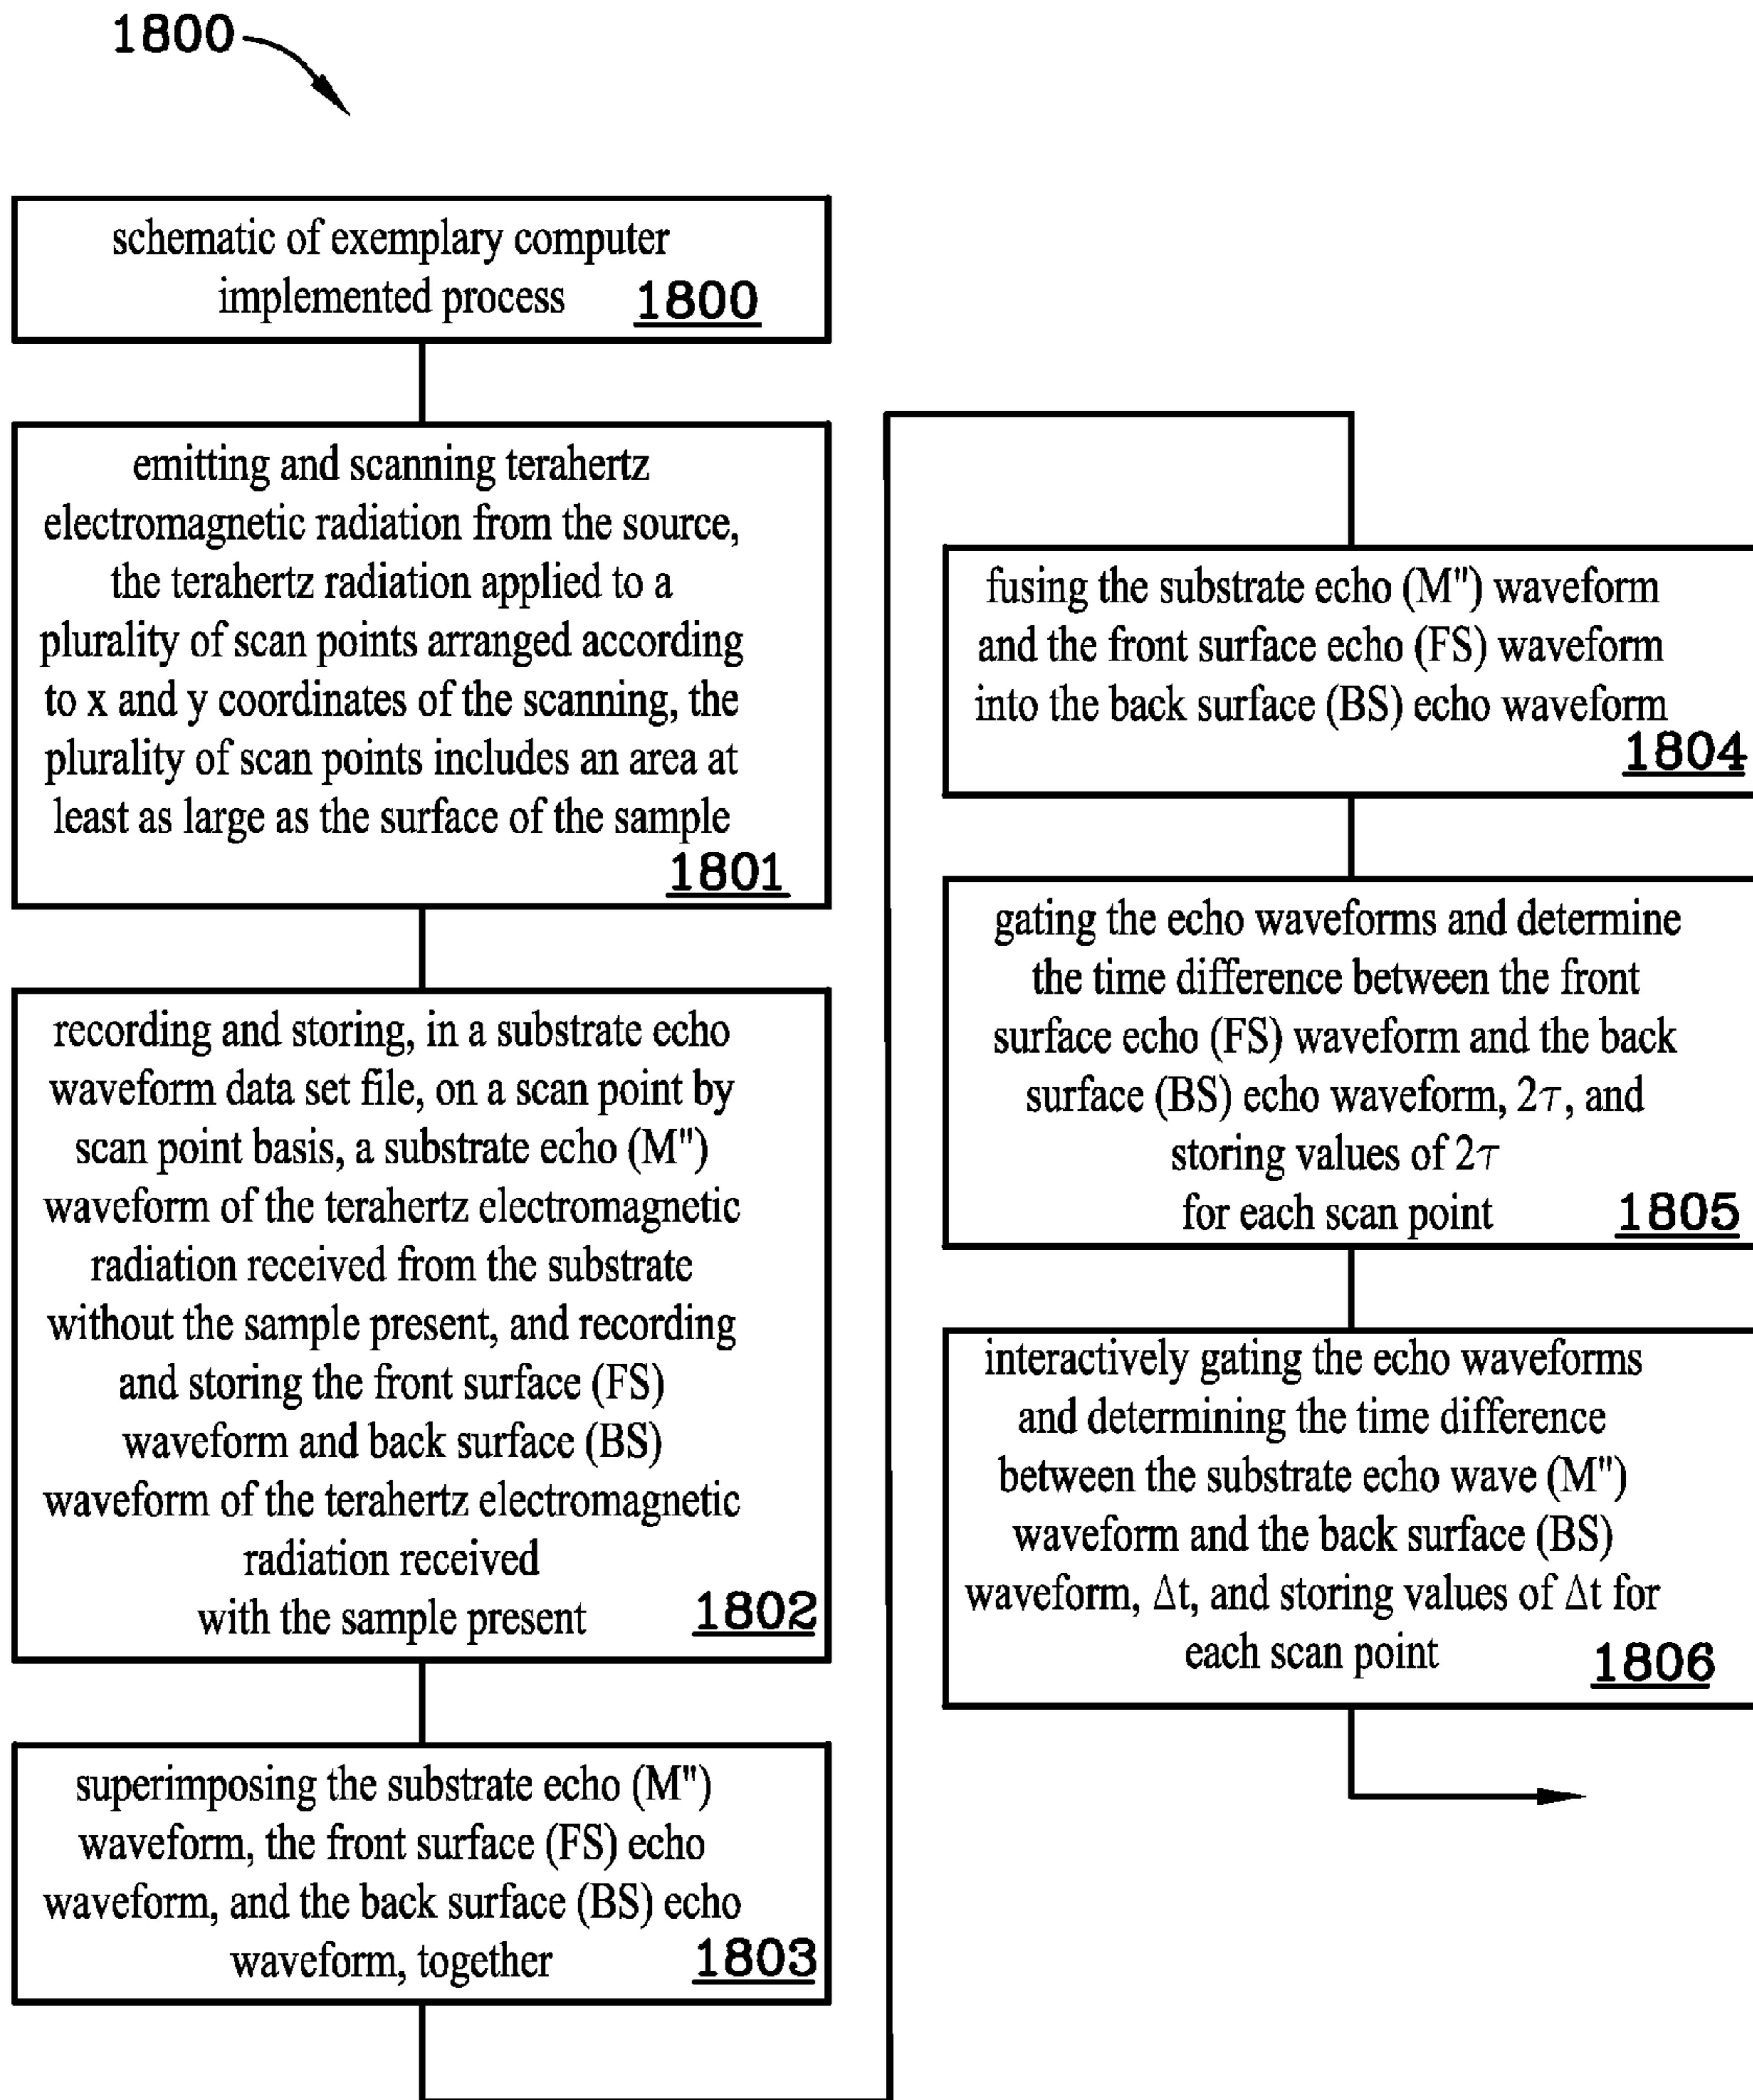 1800
schematic of exemplary computer
implemented process 1800
emitting and scanning terahertz
electromagnetic radiation from the source,
the terahertz radiation applied to a
plurality of scan points arranged according
to x and y coordinates of the scanning, the
plurality of scan points includes an area at
least as large as the surface of the sample
1801
recording and storing, in a substrate echo
waveform data set file, on a scan point by
scan point basis, a substrate echo (M")
waveform of the terahertz electromagnetic
radiation received from the substrate
without the sample present, and recording
and storing the front surface (FS)
waveform and back surface (BS)
waveform of the terahertz electromagnetic
radiation received
with the sample present 1802
superimposing the substrate echo (M")
waveform, the front surface (FS) echo
waveform, and the back surface (BS) echo
waveform, together 1803
fusing the substrate echo (M") waveform
and the front surface echo (FS) waveform
into the back surface (BS) echo waveform
1804
gating the echo waveforms and determine
the time difference between the front
surface echo (FS) waveform and the back
surface (BS) echo waveform, 2τ, and
storing values of 2τ
for each scan point 1805
interactively gating the echo waveforms
and determining the time difference
between the substrate echo wave (M")
waveform and the back surface (BS)
waveform, Δt, and storing values of Δt for
each scan point 1806